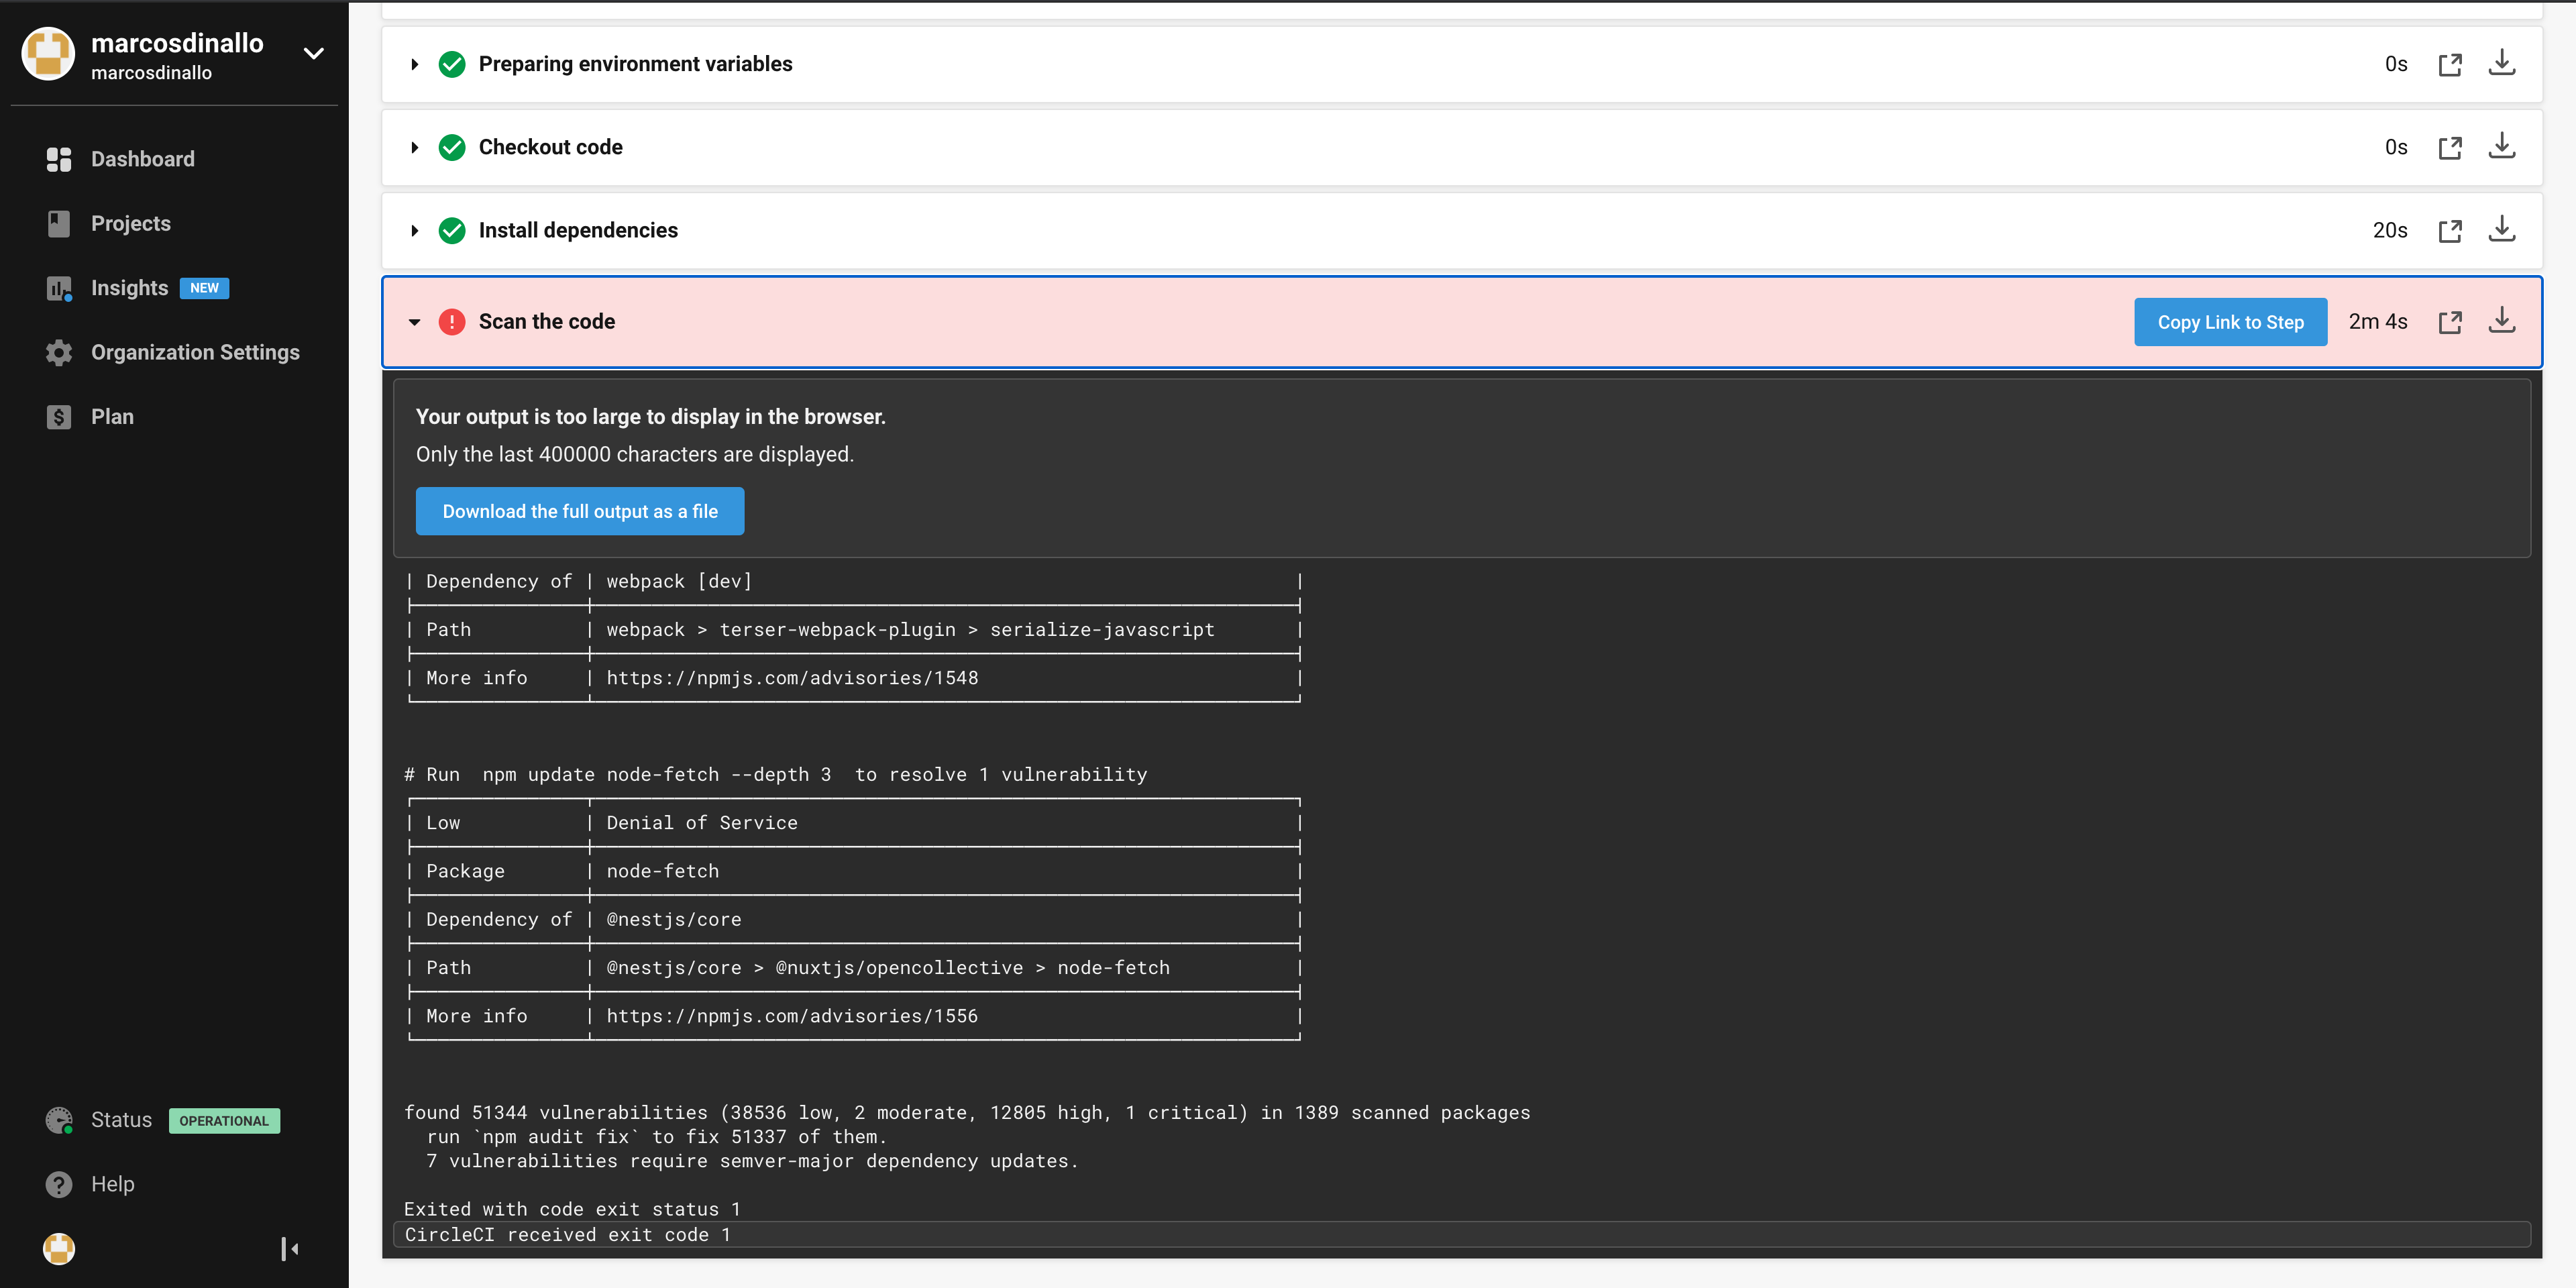 marcosdinallo
marcosdinallo
Dashboard
Projects
Insights NEW
Organization Settings
Plan
Status OPERATIONAL
Help
Preparing environment variables 0s
Checkout code 0s
Install dependencies 20s
Scan the code Copy Link to Step 2m 4s
Your output is too large to display in the browser.
Only the last 400000 characters are displayed.
Download the full output as a file
| Dependency of | webpack [dev] |
| Path | webpack > terser-webpack-plugin > serialize-javascript |
| More info | https://npmjs.com/advisories/1548 |
# Run  npm update node-fetch --depth 3  to resolve 1 vulnerability
| Low | Denial of Service |
| Package | node-fetch |
| Dependency of | @nestjs/core |
| Path | @nestjs/core > @nuxtjs/opencollective > node-fetch |
| More info | https://npmjs.com/advisories/1556 |
found 51344 vulnerabilities (38536 low, 2 moderate, 12805 high, 1 critical) in 1389 scanned packages
run `npm audit fix` to fix 51337 of them.
7 vulnerabilities require semver-major dependency updates.
Exited with code exit status 1
CircleCI received exit code 1